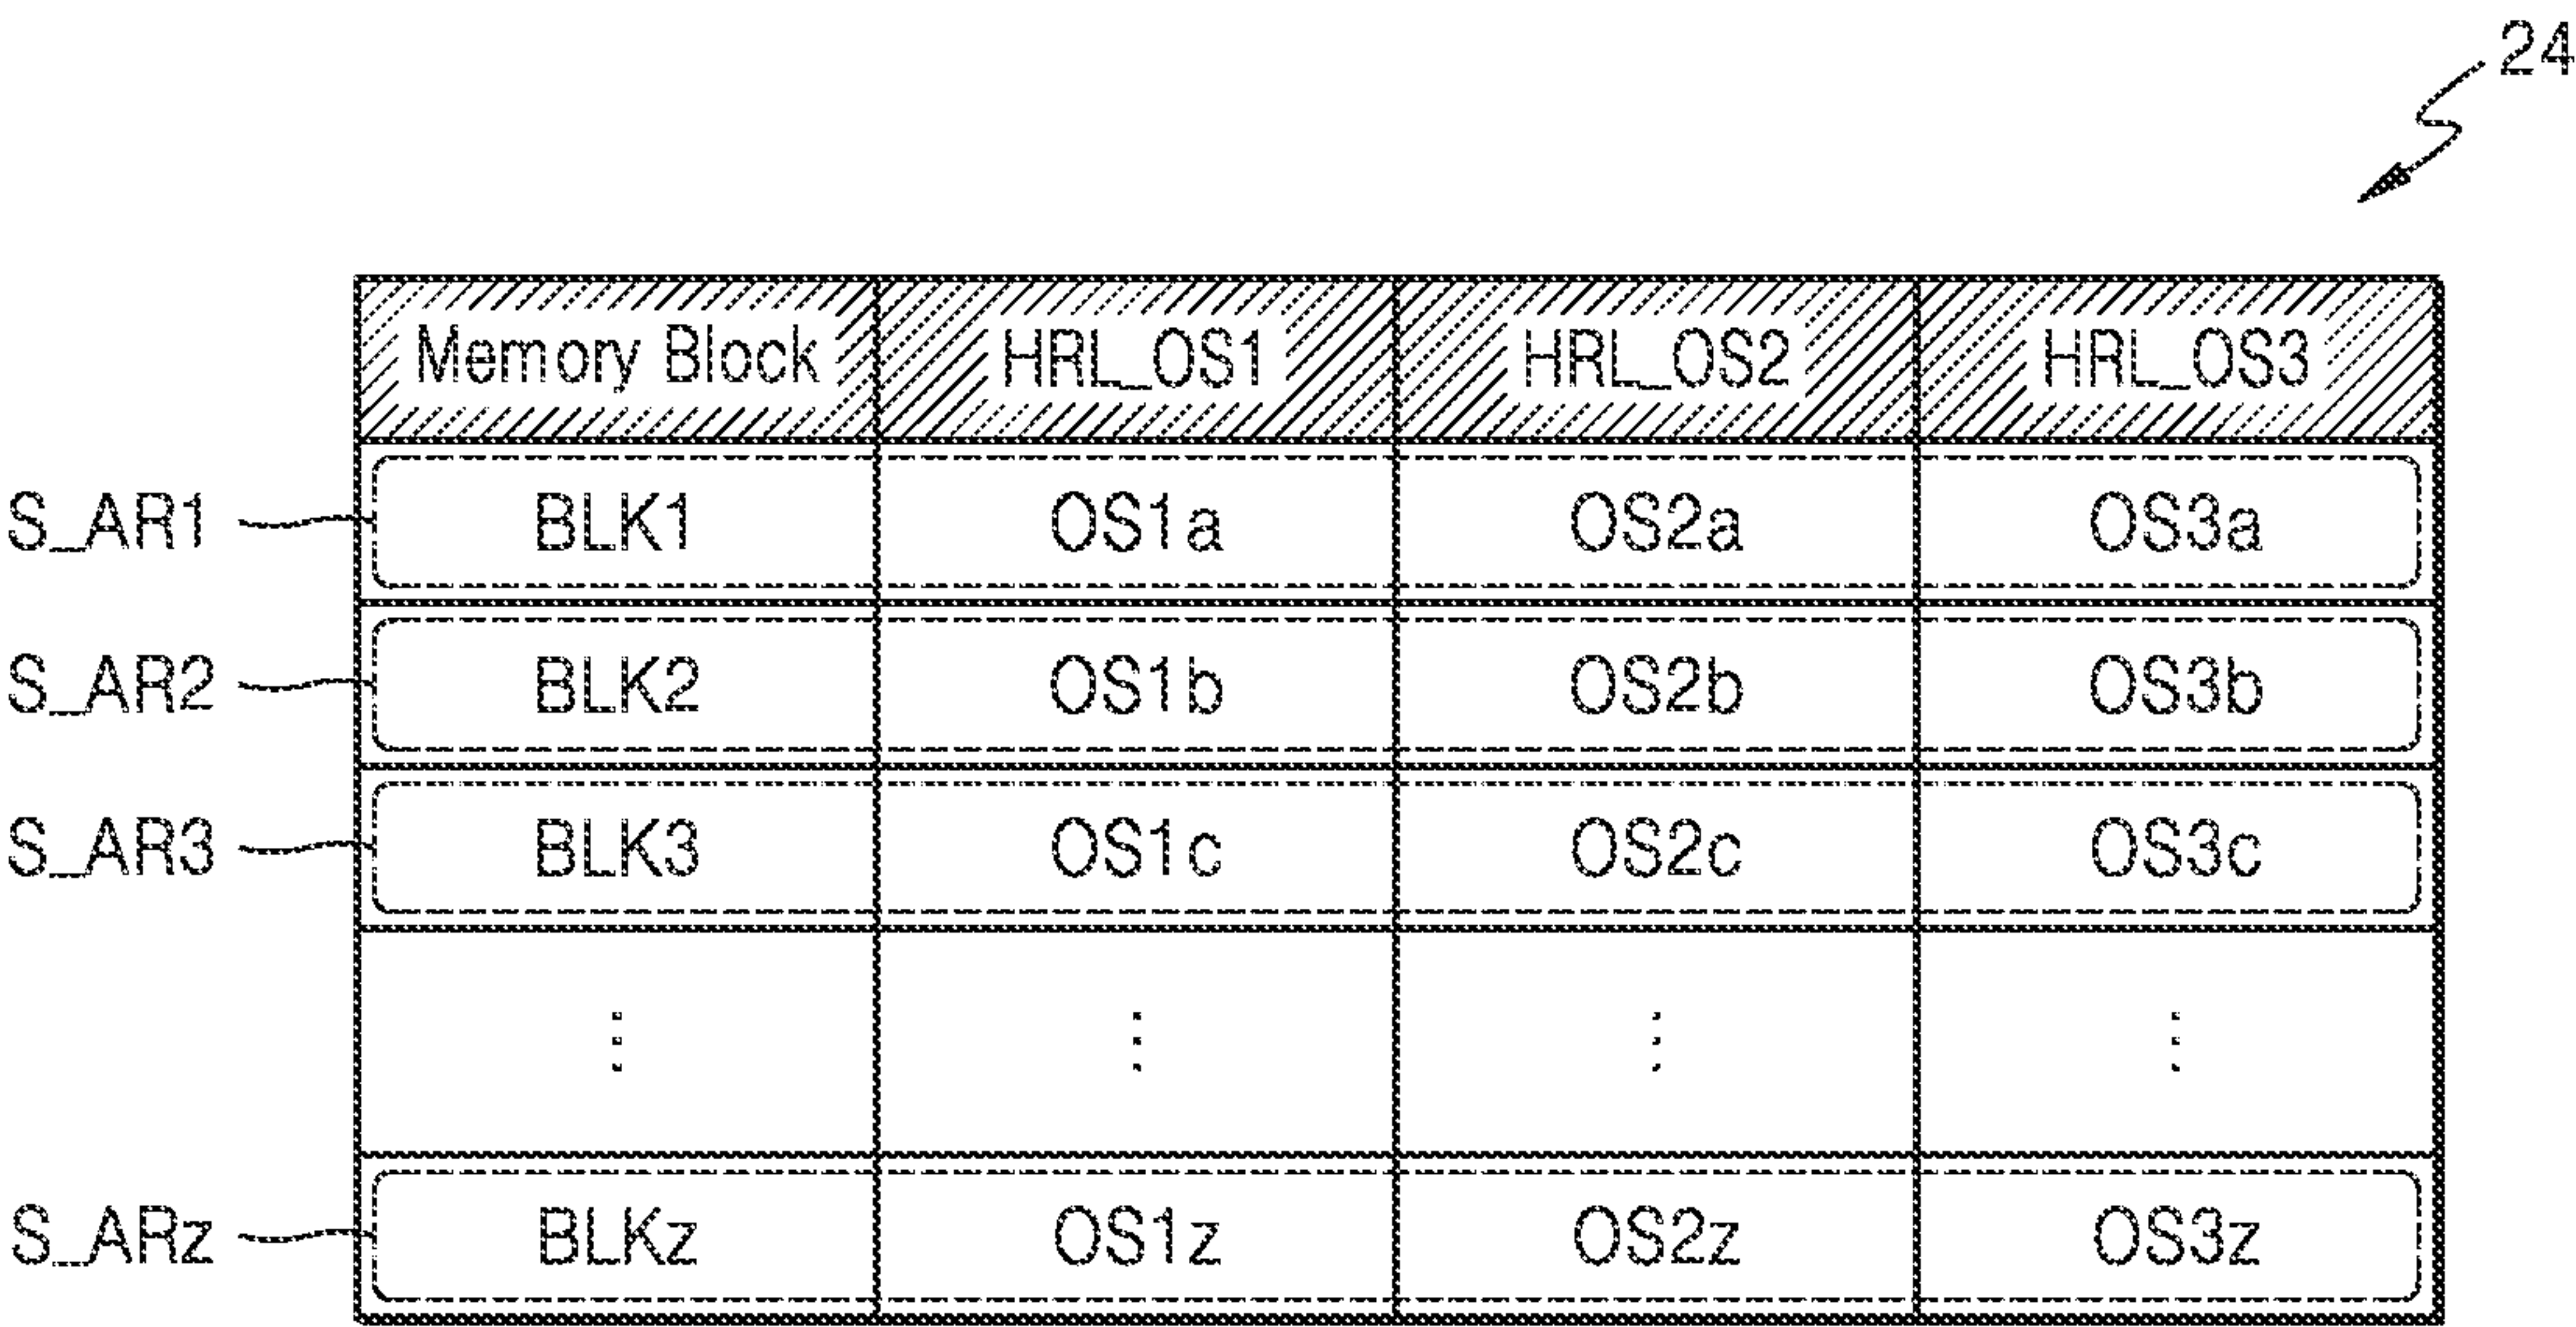 24
Memory Block HRL_OS1 HRL_OS2 HRL_OS3
S_AR1 BLK1 OS1a OS2a OS3a
S_AR2 BLK2 OS1b OS2b OS3b
S_AR3 BLK3 OS1c OS2c OS3c
⋮ ⋮ ⋮ ⋮
S_ARz BLKz OS1z OS2z OS3z